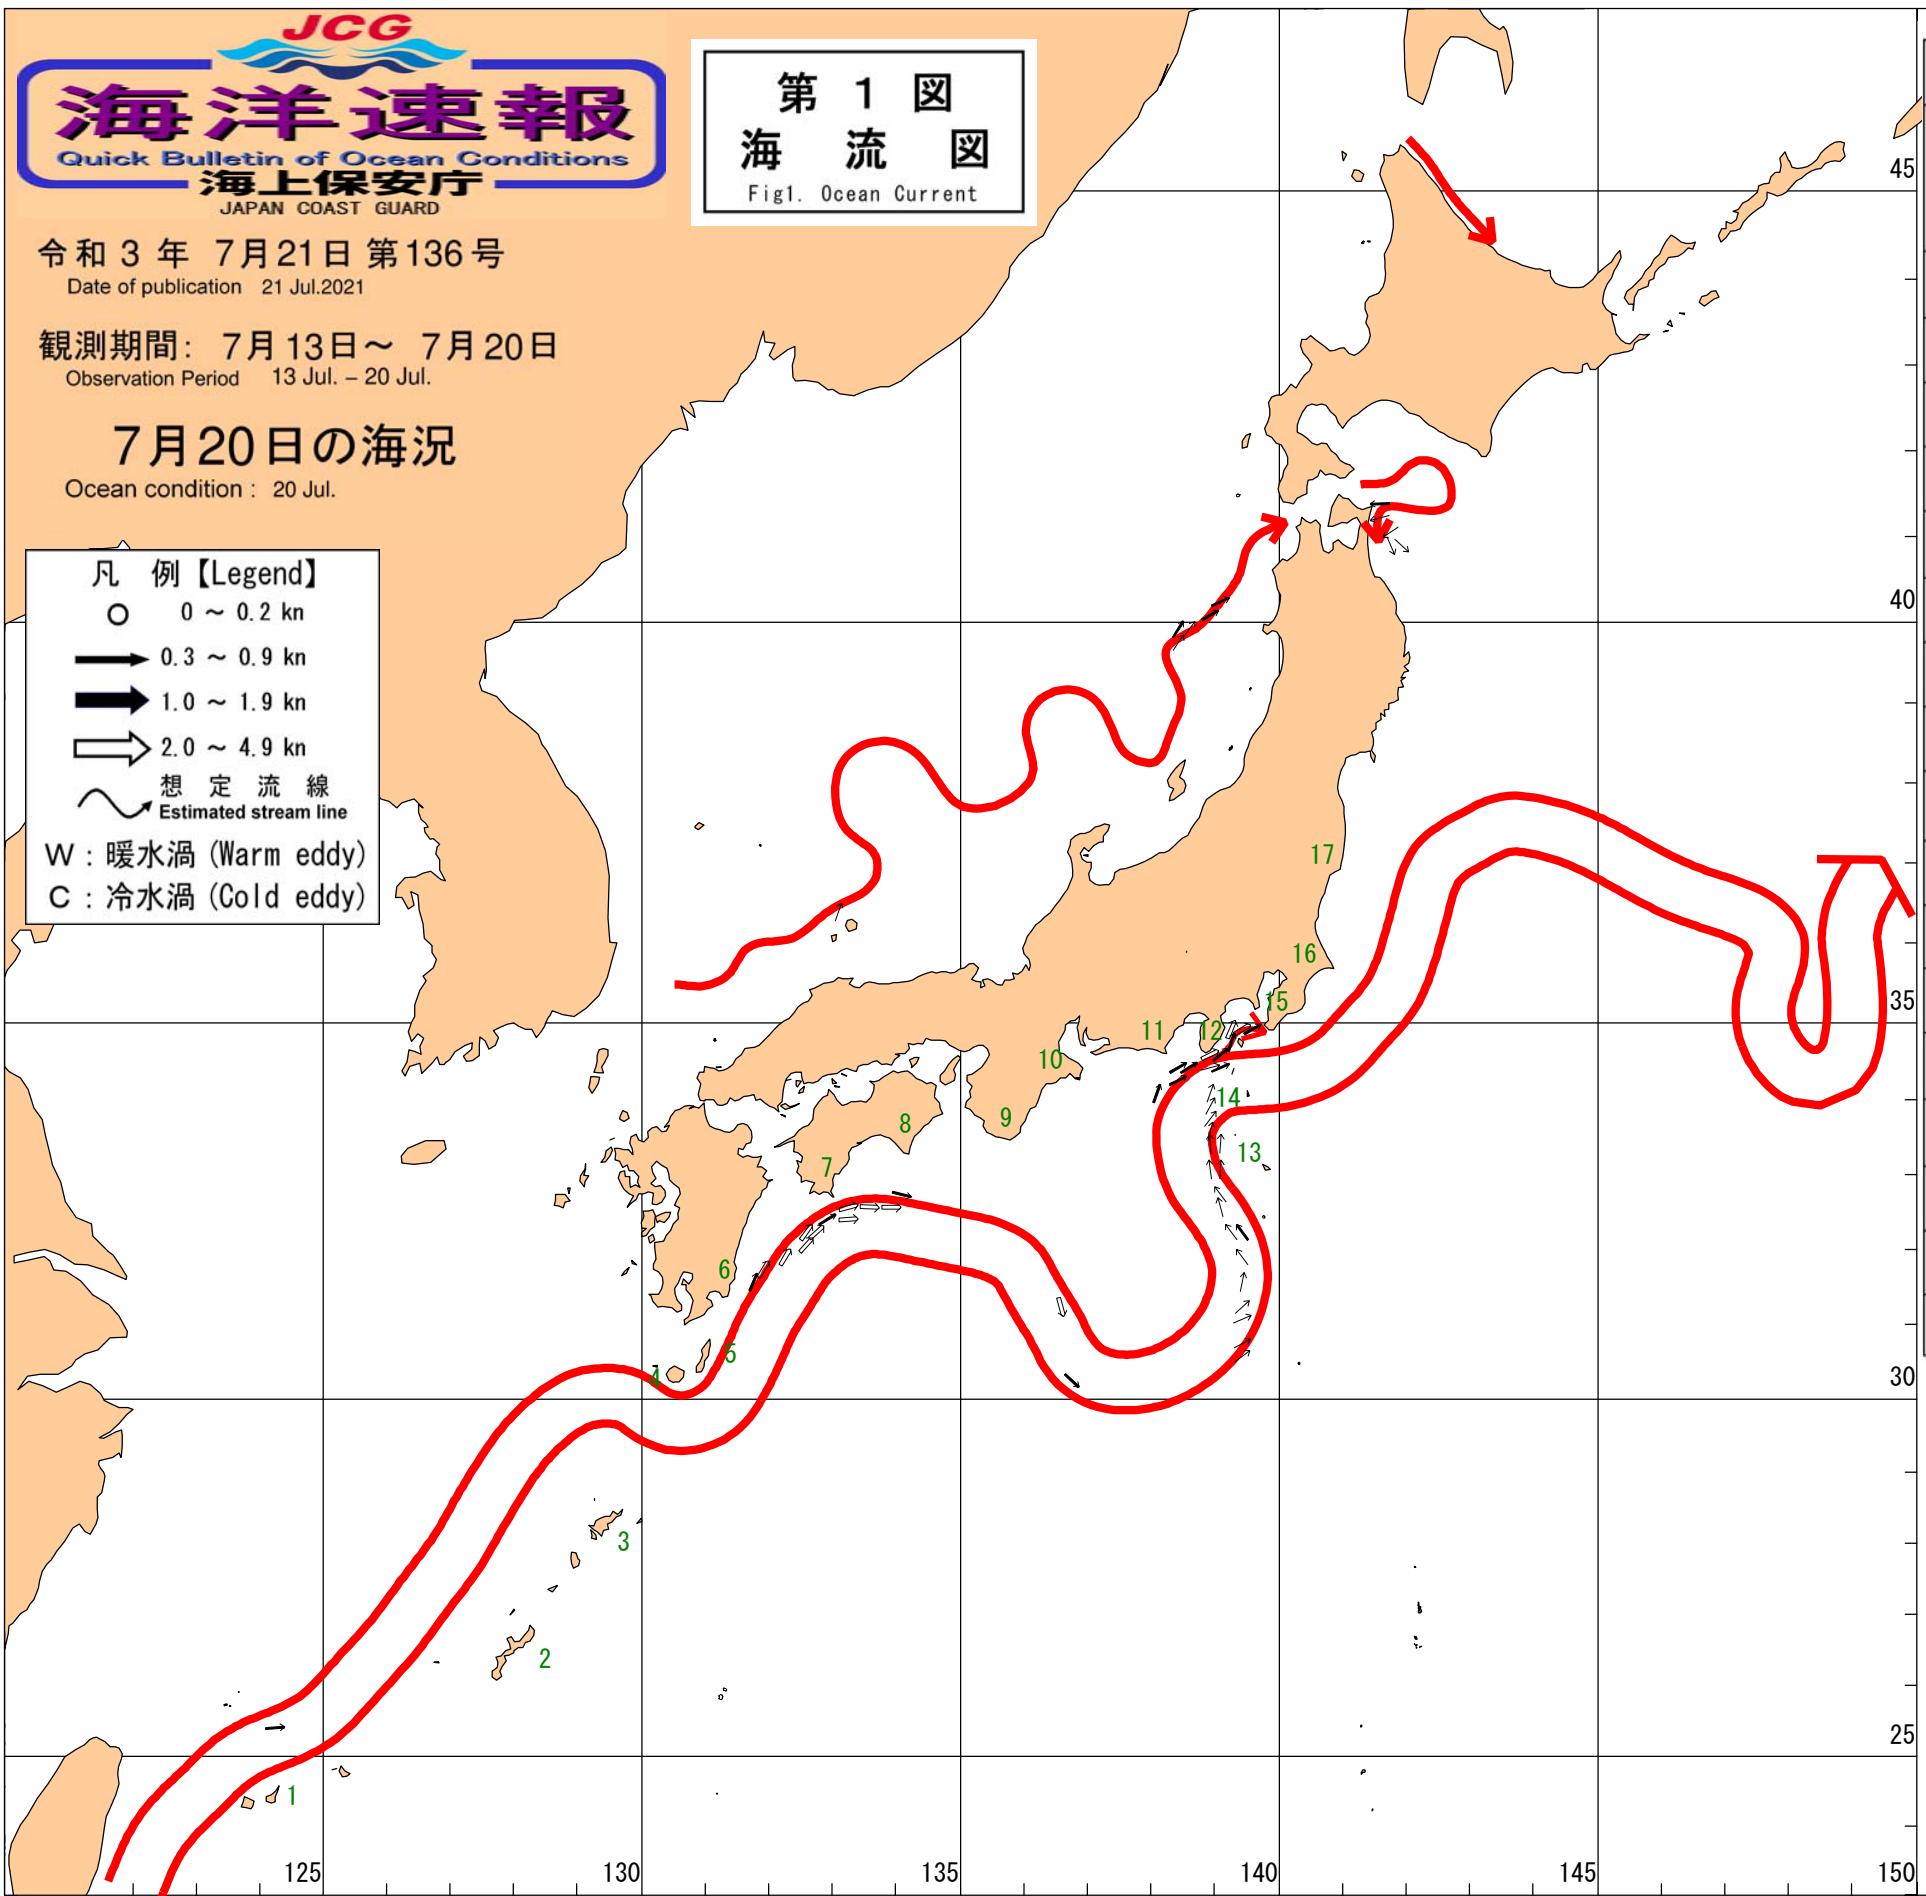 JCG
海洋速報
Quick Bulletin of Ocean Conditions
海上保安庁
JAPAN COAST GUARD
第 1 図
海 流 図
Fig1. Ocean Current
令和 3 年 7月21日 第136号
Date of publication 21 Jul.2021
観測期間: 7月13日～ 7月20日
Observation Period 13 Jul. – 20 Jul.
7月20日の海況
Ocean condition : 20 Jul.
凡 例【Legend】
0 ～ 0.2 kn
0.3 ～ 0.9 kn
1.0 ～ 1.9 kn
2.0 ～ 4.9 kn
想 定 流 線
Estimated stream line
W : 暖水渦 (Warm eddy)
C : 冷水渦 (Cold eddy)
45
40
17
16
35
15
12
11
10
14
9
8
13
7
6
5
4
30
3
2
25
1
125
130
135
140
145
150